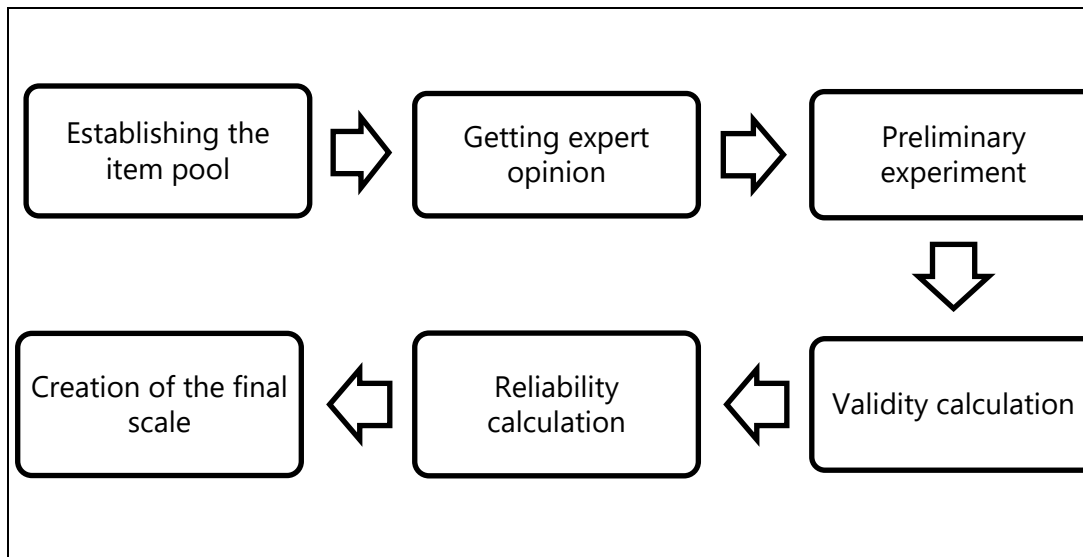 Establishing the
item pool
Getting expert
opinion
Preliminary
experiment
Validity calculation
Reliability
calculation
Creation of the final
scale